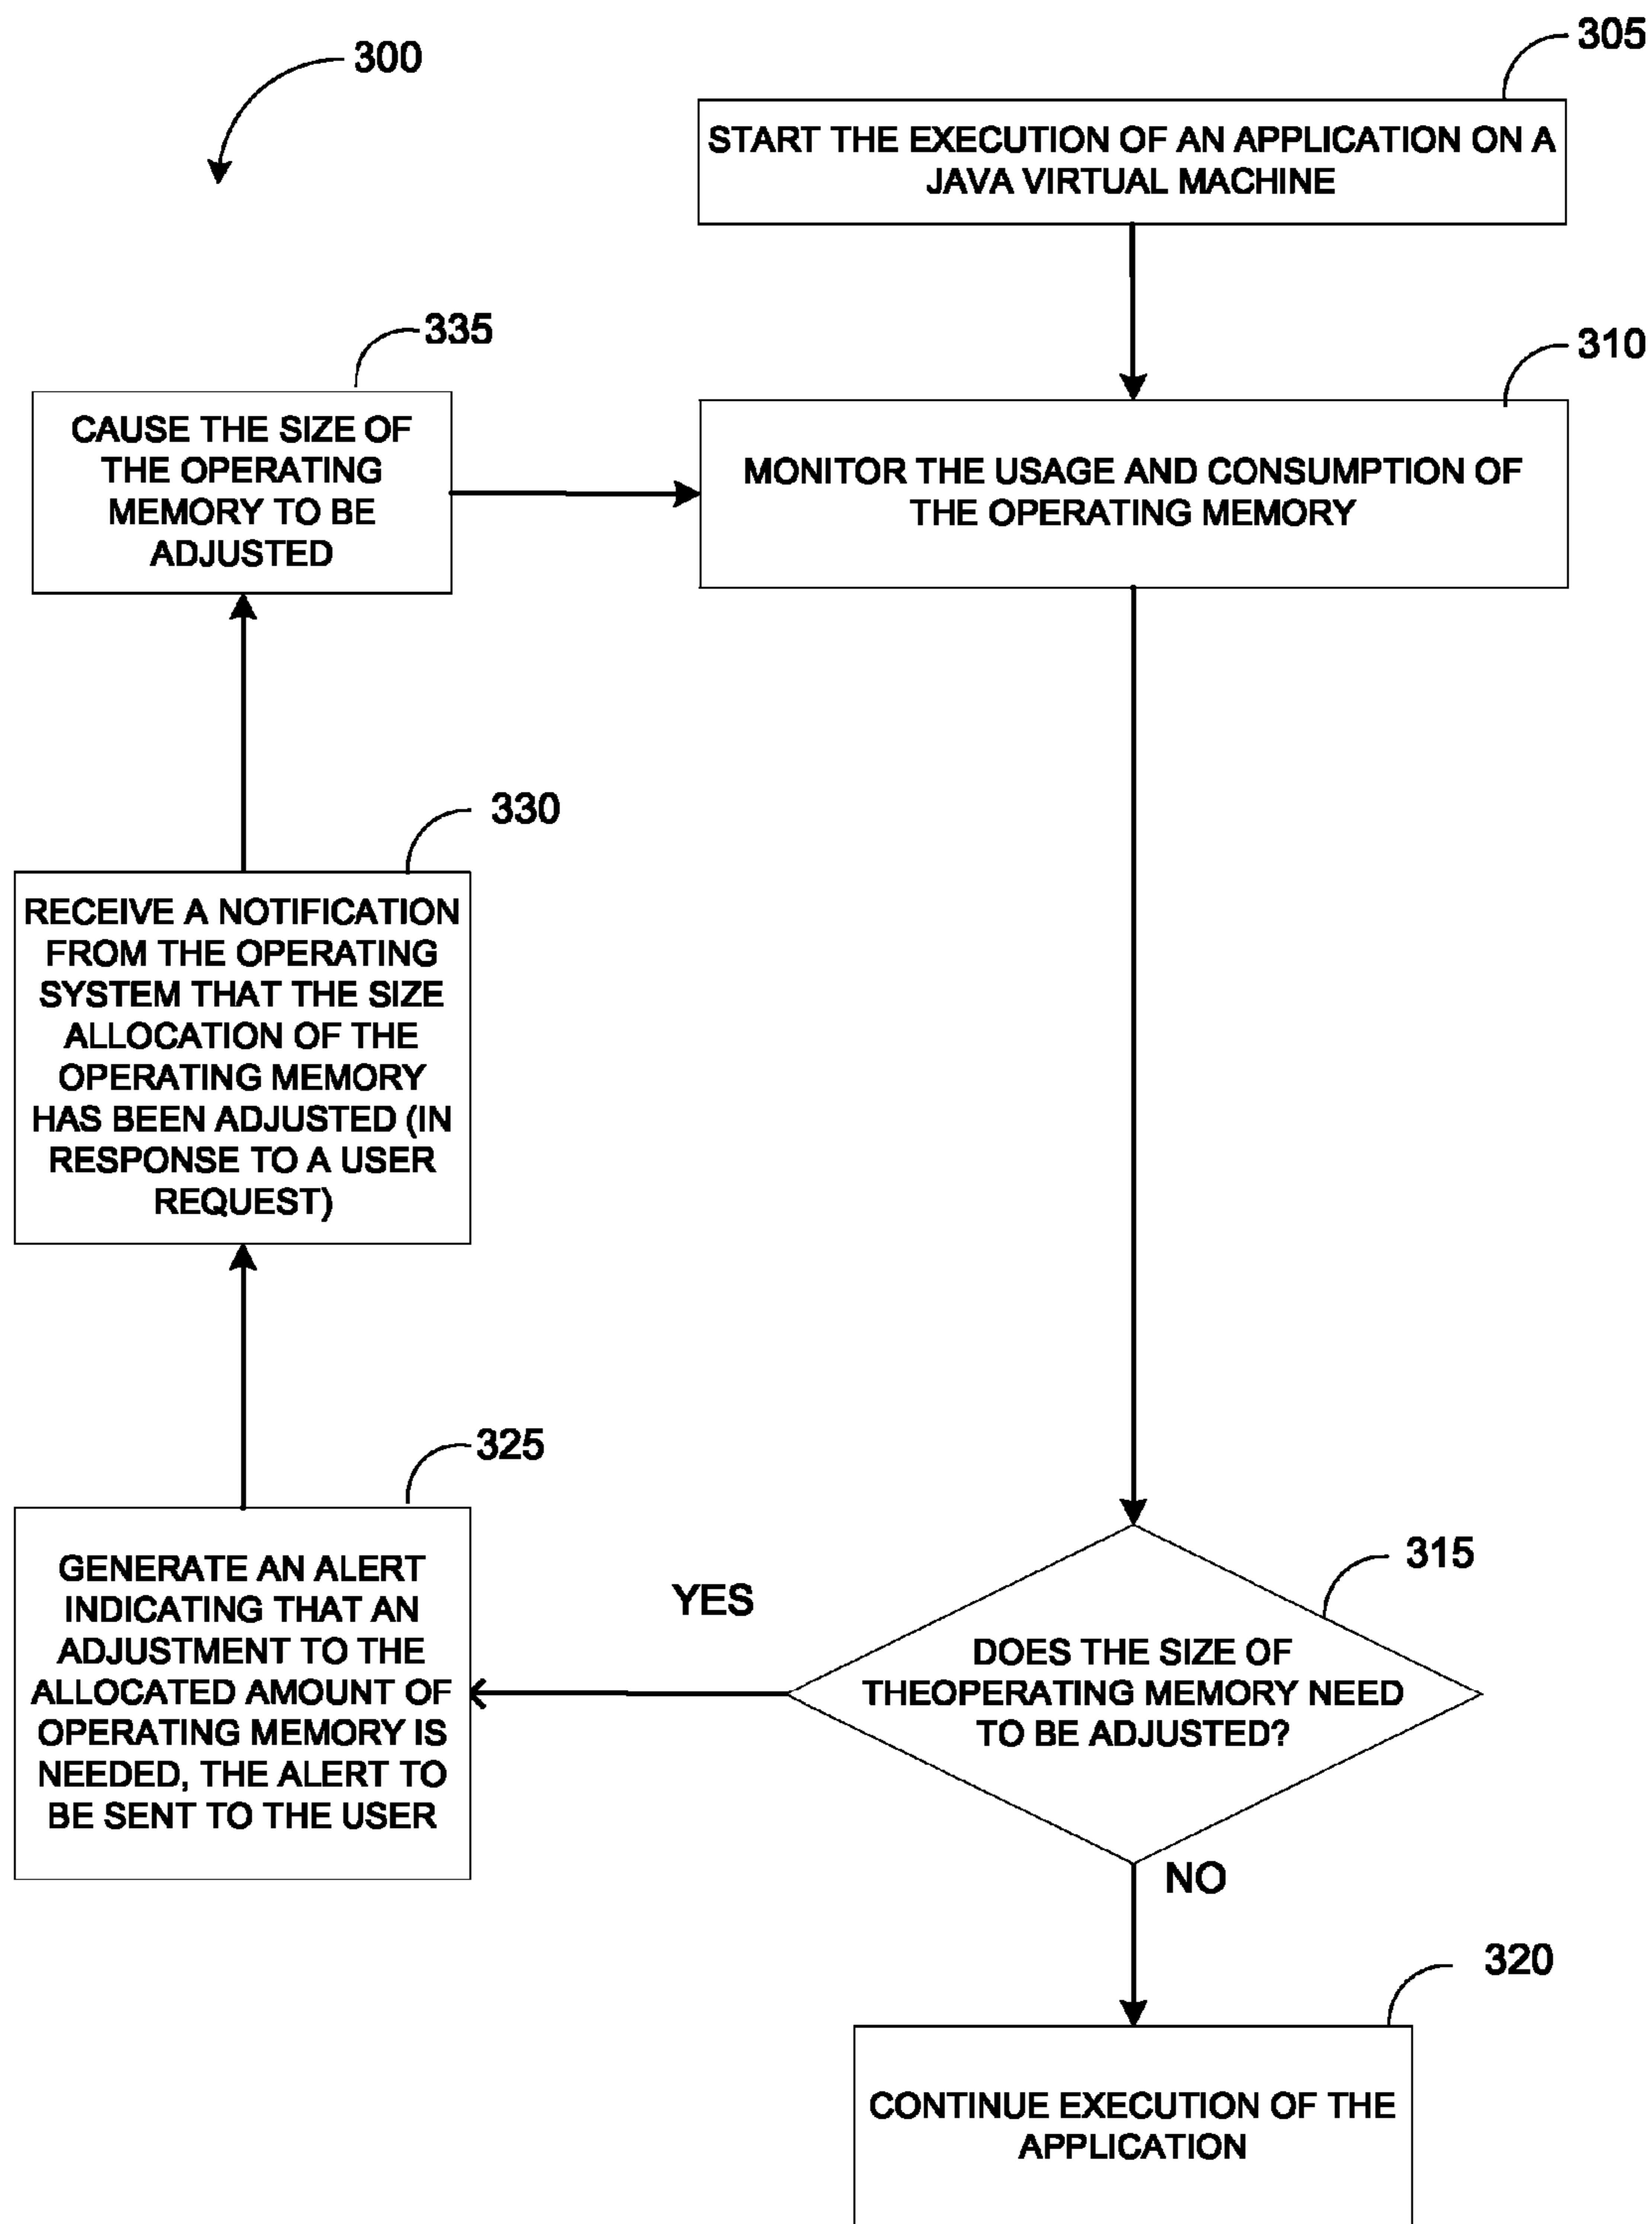 300
305
START THE EXECUTION OF AN APPLICATION ON A
JAVA VIRTUAL MACHINE
310
MONITOR THE USAGE AND CONSUMPTION OF
THE OPERATING MEMORY
335
CAUSE THE SIZE OF
THE OPERATING
MEMORY TO BE
ADJUSTED
330
RECEIVE A NOTIFICATION
FROM THE OPERATING
SYSTEM THAT THE SIZE
ALLOCATION OF THE
OPERATING MEMORY
HAS BEEN ADJUSTED (IN
RESPONSE TO A USER
REQUEST)
325
GENERATE AN ALERT
INDICATING THAT AN
ADJUSTMENT TO THE
ALLOCATED AMOUNT OF
OPERATING MEMORY IS
NEEDED, THE ALERT TO
BE SENT TO THE USER
YES
315
DOES THE SIZE OF
THEOPERATING MEMORY NEED
TO BE ADJUSTED?
NO
320
CONTINUE EXECUTION OF THE
APPLICATION